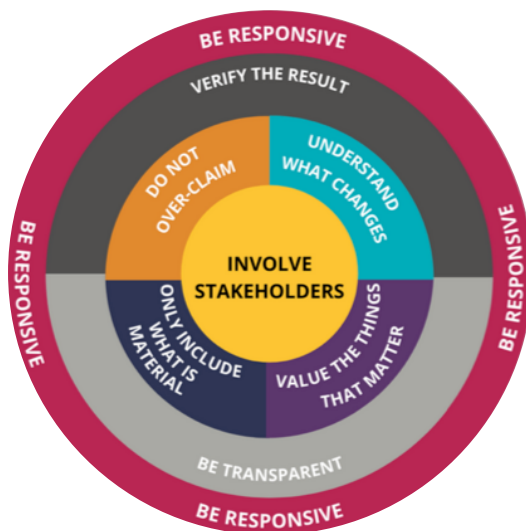 BE RESPONSIVE
VERIFY THE RESULT
DO NOT
OVER-CLAIM
UNDERSTAND
WHAT CHANGES
BE RESPONSIVE
INVOLVE
STAKEHOLDERS
BE RESPONSIVE
ONLY INCLUDE
WHAT IS
MATERIAL
VALUE THE THINGS
THAT MATTER
BE TRANSPARENT
BE RESPONSIVE